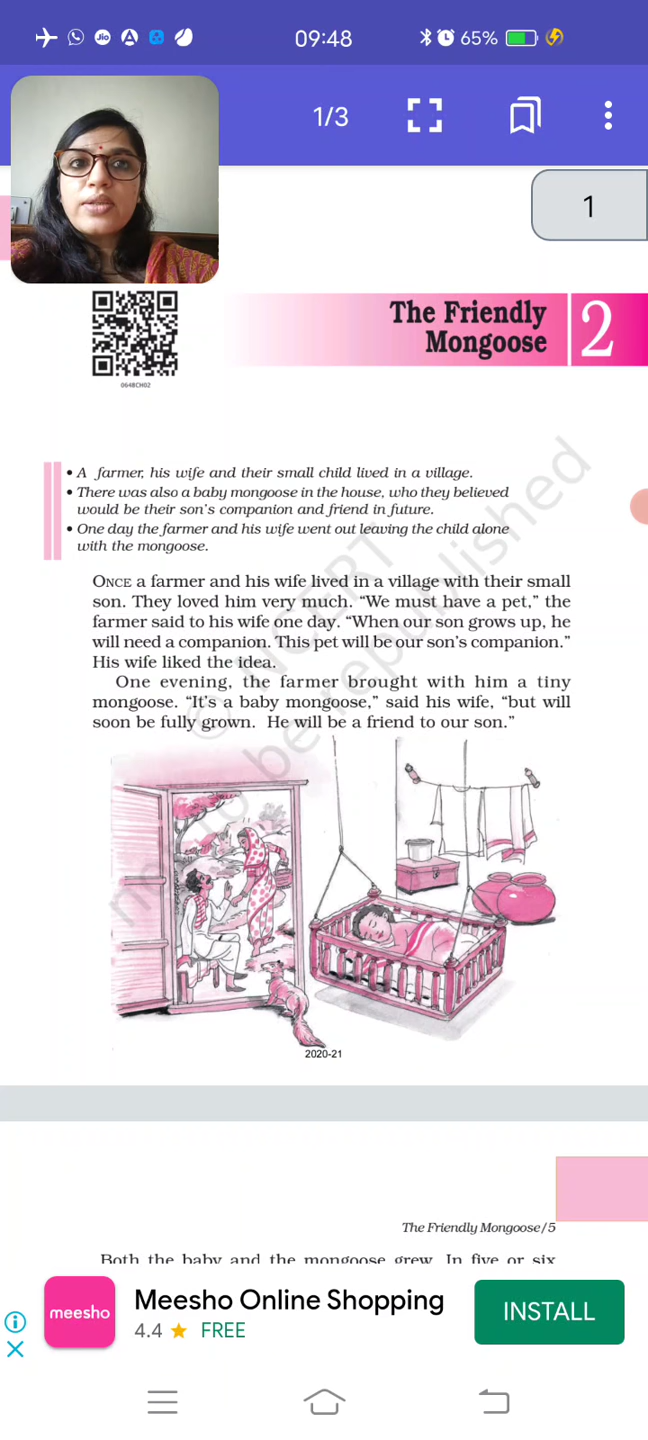 09:48
65%
Jio
1/3
1
The Friendly
Mongoose
2
0648CH02
• A farmer, his wife and their small child lived in a village.
• There was also a baby mongoose in the house, who they believed
would be their son's companion and friend in future.
• One day the farmer and his wife went out leaving the child alone
with the mongoose.
ONCE a farmer and his wife lived in a village with their small
son. They loved him very much. “We must have a pet,” the
farmer said to his wife one day. “When our son grows up, he
will need a companion. This pet will be our son’s companion.”
His wife liked the idea.
One evening, the farmer brought with him a tiny
mongoose. “It’s a baby mongoose,” said his wife, “but will
soon be fully grown. He will be a friend to our son.”
© NCERT
not to be republished
2020-21
The Friendly Mongoose/5
Both the baby and the mongoose grew. In five or six
meesho
Meesho Online Shopping
4.4 ★ FREE
INSTALL